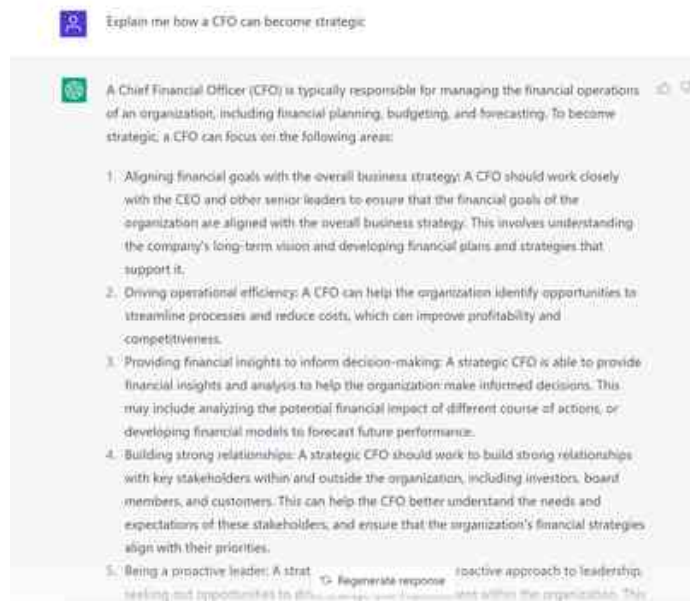 Explain me how a CFO can become strategic
A Chief Financial Officer (CFO) is typically responsible for managing the financial operations
of an organization, including financial planning, budgeting, and forecasting. To become
strategic, a CFO can focus on the following areas:
1. Aligning financial goals with the overall business strategy: A CFO should work closely
with the CEO and other senior leaders to ensure that the financial goals of the
organization are aligned with the overall business strategy. This involves understanding
the company's long-term vision and developing financial plans and strategies that
support it.
2. Driving operational efficiency: A CFO can help the organization identify opportunities to
streamline processes and reduce costs, which can improve profitability and
competitiveness.
3. Providing financial insights to inform decision-making: A strategic CFO is able to provide
financial insights and analysis to help the organization make informed decisions. This
may include analyzing the potential financial impact of different course of actions, or
developing financial models to forecast future performance.
4. Building strong relationships: A strategic CFO should work to build strong relationships
with key stakeholders within and outside the organization, including investors, board
members, and customers. This can help the CFO better understand the needs and
expectations of these stakeholders, and ensure that the organization's financial strategies
align with their priorities.
5. Being a proactive leader: A strat roactive approach to leadership,
Regenerate response
seeking out opportunities to within the organization. This